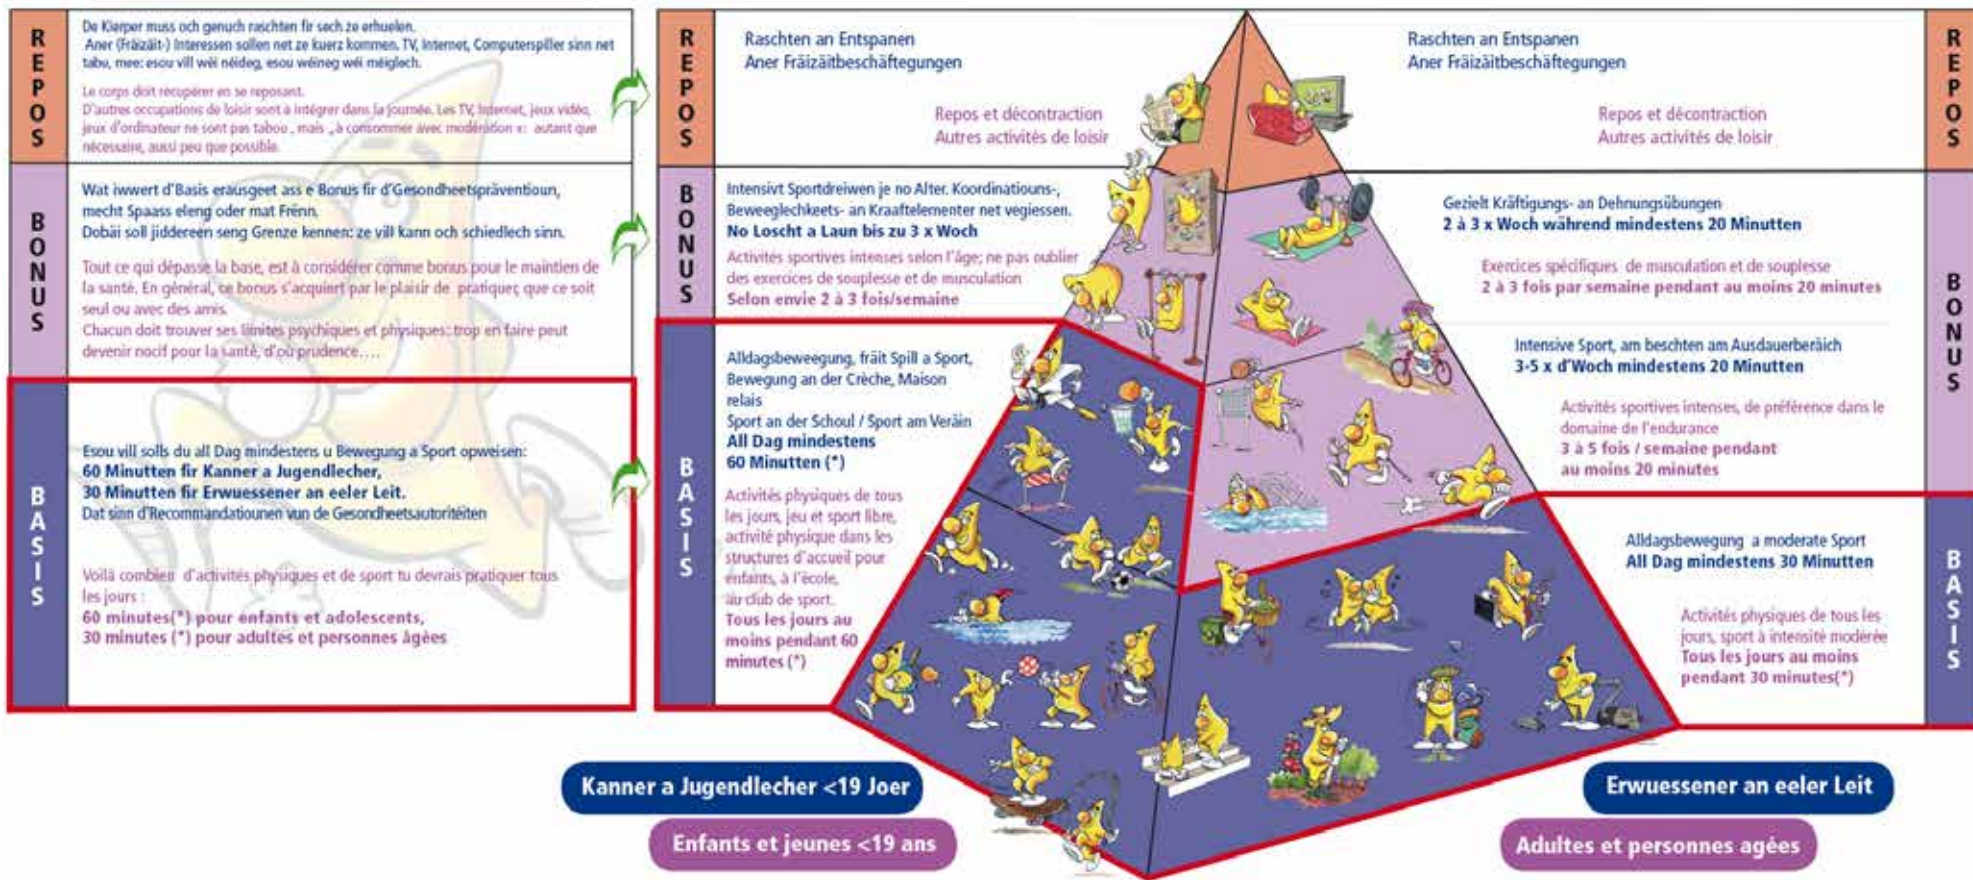 REPOS
De Kierper muss och genuch raschten fir sech ze erhuelen.
Aner (Fräizäit-) Interessen sollen net ze kuerz kommen. TV, Internet, Computerspiller sinn net
tabu, mee: esou vill wéi néideg, esou wéineg wéi méiglech.
Le corps doit récupérer en se reposant.
D'autres occupations de loisir sont à intégrer dans la journée. Les TV, Internet, jeux vidéo,
jeux d'ordinateur ne sont pas tabou , mais „ à consommer avec modération »: autant que
nécessaire, aussi peu que possible.
BONUS
Wat iwwert d'Basis erausgeet ass e Bonus fir d'Gesondheetspräventioun,
mecht Spaass eleng oder mat Frënn.
Dobäi soll jiddereen seng Grenze kennen: ze vill kann och schiedlech sinn.
Tout ce qui dépasse la base, est à considérer comme bonus pour le maintien de
la santé. En général, ce bonus s'acquiert par le plaisir de pratiquer, que ce soit
seul ou avec des amis.
Chacun doit trouver ses limites psychiques et physiques: trop en faire peut
devenir nocif pour la santé, d'où prudence....
BASIS
Esou vill solls du all Dag mindestens u Bewegung a Sport opweisen:
60 Minutten fir Kanner a Jugendlecher,
30 Minutten fir Erwuessener an eeler Leit.
Dat sinn d'Recommandatiounen vun de Gesondheetsautoritéiten
Voilà combien d'activités physiques et de sport tu devrais pratiquer tous
les jours :
60 minutes(*) pour enfants et adolescents,
30 minutes (*) pour adultes et personnes âgées
REPOS
Raschten an Entspanen
Aner Fräizäitbeschäftegungen
Repos et décontraction
Autres activités de loisir
BONUS
Intensivt Sportdreiwen je no Alter. Koordinatiouns-,
Beweeglechkeets- an Kraaftelementer net vegiessen.
No Loscht a Laun bis zu 3 x Woch
Activités sportives intenses selon l'âge; ne pas oublier
des exercices de souplesse et de musculation
Selon envie 2 à 3 fois/semaine
BASIS
Alldagsbeweegung, fräit Spill a Sport,
Bewegung an der Crèche, Maison
relais
Sport an der Schoul / Sport am Veräin
All Dag mindestens
60 Minutten (*)
Activités physiques de tous
les jours, jeu et sport libre,
activité physique dans les
structures d'accueil pour
enfants, à l'école,
au club de sport.
Tous les jours au
moins pendant 60
minutes (*)
Raschten an Entspanen
Aner Fräizäitbeschäftegungen
Repos et décontraction
Autres activités de loisir
REPOS
Gezielt Kräftigungs- an Dehnungsübungen
2 à 3 x Woch während mindestens 20 Minutten
Exercices spécifiques de musculation et de souplesse
2 à 3 fois par semaine pendant au moins 20 minutes
Intensive Sport, am beschten am Ausdauerberäich
3-5 x d'Woch mindestens 20 Minutten
Activités sportives intenses, de préférence dans le
domaine de l'endurance
3 à 5 fois / semaine pendant
au moins 20 minutes
BONUS
Alldagsbewegung a moderate Sport
All Dag mindestens 30 Minutten
Activités physiques de tous les
jours, sport à intensité modérée
Tous les jours au moins
pendant 30 minutes(*)
BASIS
Kanner a Jugendlecher <19 Joer
Enfants et jeunes <19 ans
Erwuessener an eeler Leit
Adultes et personnes agées